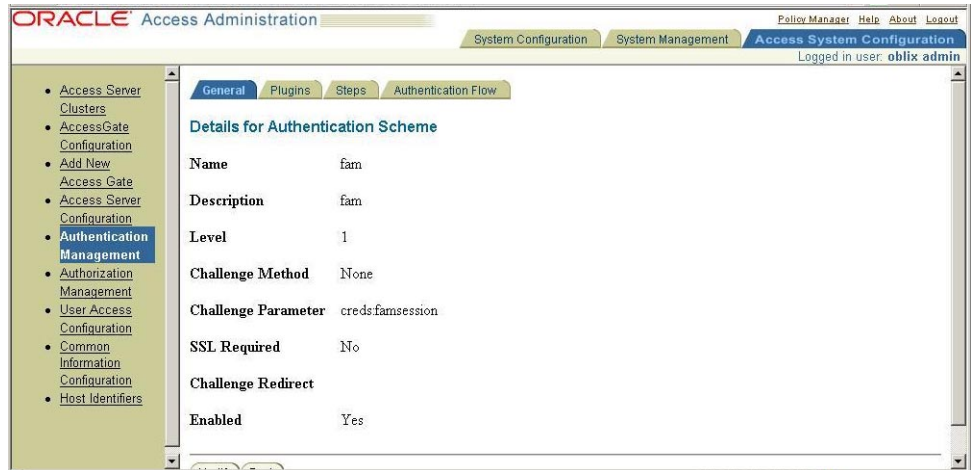 ORACLE Access Administration
Policy Manager Help About Logout
System Configuration System Management Access System Configuration
Logged in user: oblix admin
Access Server
Clusters
AccessGate
Configuration
Add New
Access Gate
Access Server
Configuration
Authentication
Management
Authorization
Management
User Access
Configuration
Common
Information
Configuration
Host Identifiers
General Plugins Steps Authentication Flow
Details for Authentication Scheme
Name fam
Description fam
Level 1
Challenge Method None
Challenge Parameter creds:famsession
SSL Required No
Challenge Redirect
Enabled Yes